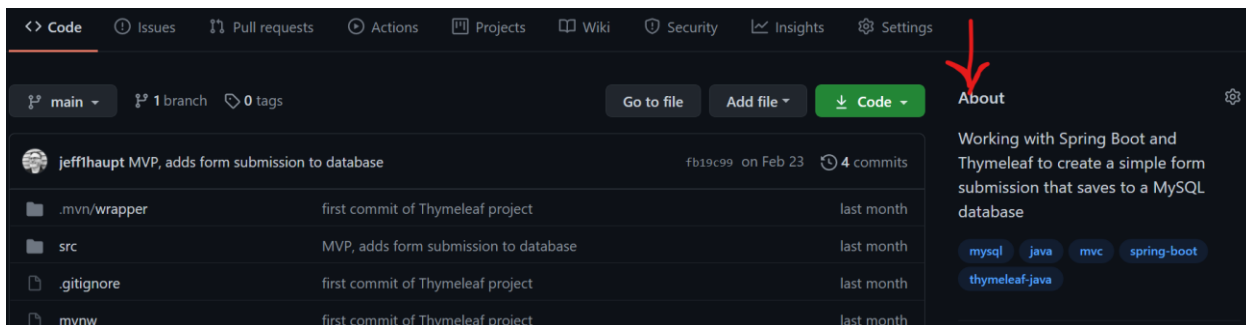 <> Code Issues Pull requests Actions Projects Wiki Security Insights Settings
main 1 branch 0 tags Go to file Add file Code
jeff1haupt MVP, adds form submission to database fb19c99 on Feb 23 4 commits
.mvn/wrapper first commit of Thymeleaf project last month
src MVP, adds form submission to database last month
.gitignore first commit of Thymeleaf project last month
mvnw first commit of Thymeleaf project last month
About
Working with Spring Boot and
Thymeleaf to create a simple form
submission that saves to a MySQL
database
mysql java mvc spring-boot
thymeleaf-java